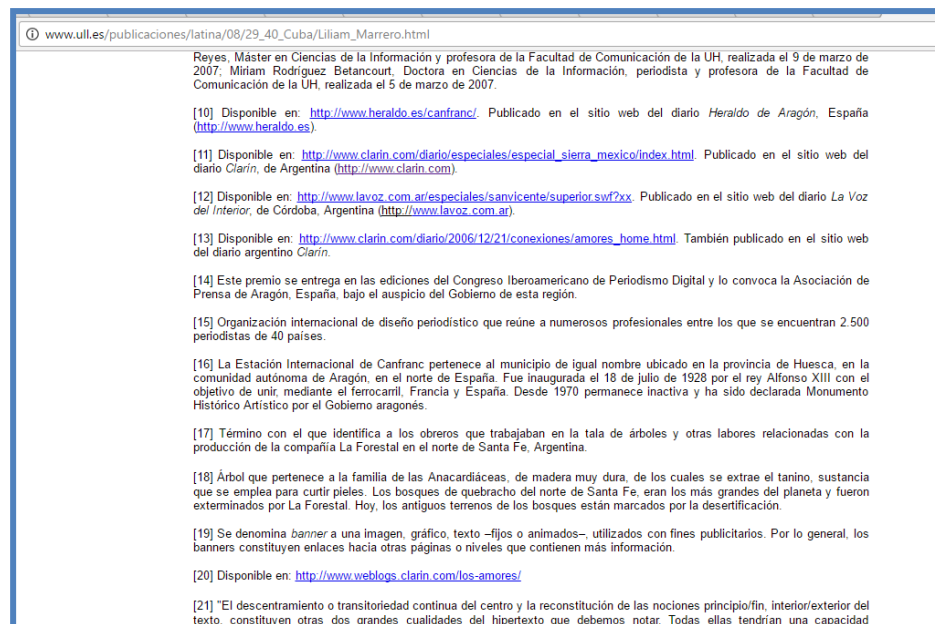 www.ull.es/publicaciones/latina/08/29_40_Cuba/Liliam_Marrero.html
Reyes, Máster en Ciencias de la Información y profesora de la Facultad de Comunicación de la UH, realizada el 9 de marzo de
2007; Miriam Rodríguez Betancourt, Doctora en Ciencias de la Información, periodista y profesora de la Facultad de
Comunicación de la UH, realizada el 5 de marzo de 2007.
[10] Disponible en: http://www.heraldo.es/canfranc/. Publicado en el sitio web del diario Heraldo de Aragón, España
(http://www.heraldo.es).
[11] Disponible en: http://www.clarin.com/diario/especiales/especial_sierra_mexico/index.html. Publicado en el sitio web del
diario Clarín, de Argentina (http://www.clarin.com).
[12] Disponible en: http://www.lavoz.com.ar/especiales/sanvicente/superior.swf?xx. Publicado en el sitio web del diario La Voz
del Interior, de Córdoba, Argentina (http://www.lavoz.com.ar).
[13] Disponible en: http://www.clarin.com/diario/2006/12/21/conexiones/amores_home.html. También publicado en el sitio web
del diario argentino Clarín.
[14] Este premio se entrega en las ediciones del Congreso Iberoamericano de Periodismo Digital y lo convoca la Asociación de
Prensa de Aragón, España, bajo el auspicio del Gobierno de esta región.
[15] Organización internacional de diseño periodístico que reúne a numerosos profesionales entre los que se encuentran 2.500
periodistas de 40 países.
[16] La Estación Internacional de Canfranc pertenece al municipio de igual nombre ubicado en la provincia de Huesca, en la
comunidad autónoma de Aragón, en el norte de España. Fue inaugurada el 18 de julio de 1928 por el rey Alfonso XIII con el
objetivo de unir, mediante el ferrocarril, Francia y España. Desde 1970 permanece inactiva y ha sido declarada Monumento
Histórico Artístico por el Gobierno aragonés.
[17] Término con el que identifica a los obreros que trabajaban en la tala de árboles y otras labores relacionadas con la
producción de la compañía La Forestal en el norte de Santa Fe, Argentina.
[18] Árbol que pertenece a la familia de las Anacardiáceas, de madera muy dura, de los cuales se extrae el tanino, sustancia
que se emplea para curtir pieles. Los bosques de quebracho del norte de Santa Fe, eran los más grandes del planeta y fueron
exterminados por La Forestal. Hoy, los antiguos terrenos de los bosques están marcados por la desertificación.
[19] Se denomina banner a una imagen, gráfico, texto –fijos o animados–, utilizados con fines publicitarios. Por lo general, los
banners constituyen enlaces hacia otras páginas o niveles que contienen más información.
[20] Disponible en: http://www.weblogs.clarin.com/los-amores/
[21] "El descentramiento o transitoriedad continua del centro y la reconstitución de las nociones principio/fin, interior/exterior del
texto, constituyen otras dos grandes cualidades del hipertexto que debemos notar. Todas ellas tendrían una capacidad